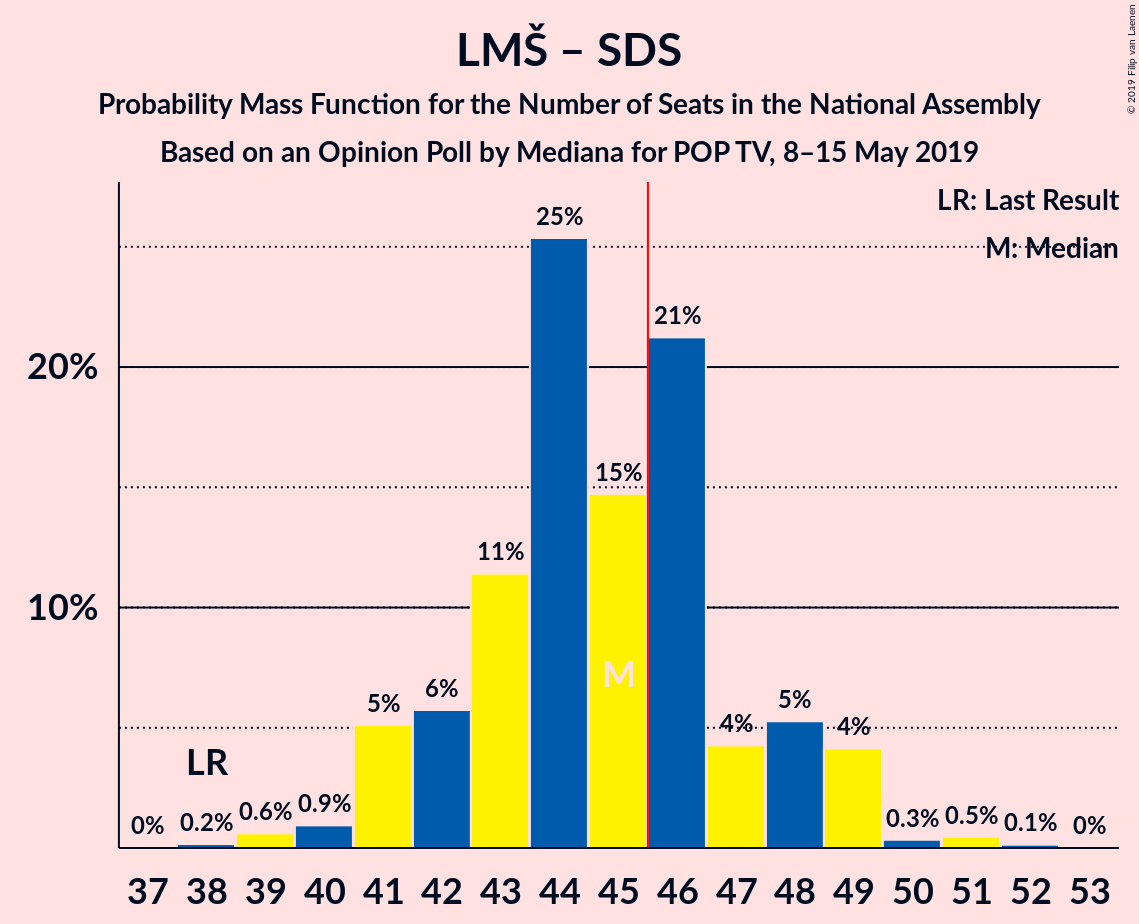 LMŠ – SDS
Probability Mass Function for the Number of Seats in the National Assembly
Based on an Opinion Poll by Mediana for POP TV, 8–15 May 2019
© 2019 Filip van Laenen
LR: Last Result
M: Median
20%
10%
0%
0.2%
0.6%
0.9%
5%
6%
11%
25%
15%
21%
4%
5%
4%
0.3%
0.5%
0.1%
0%
LR
M
37 38 39 40 41 42 43 44 45 46 47 48 49 50 51 52 53